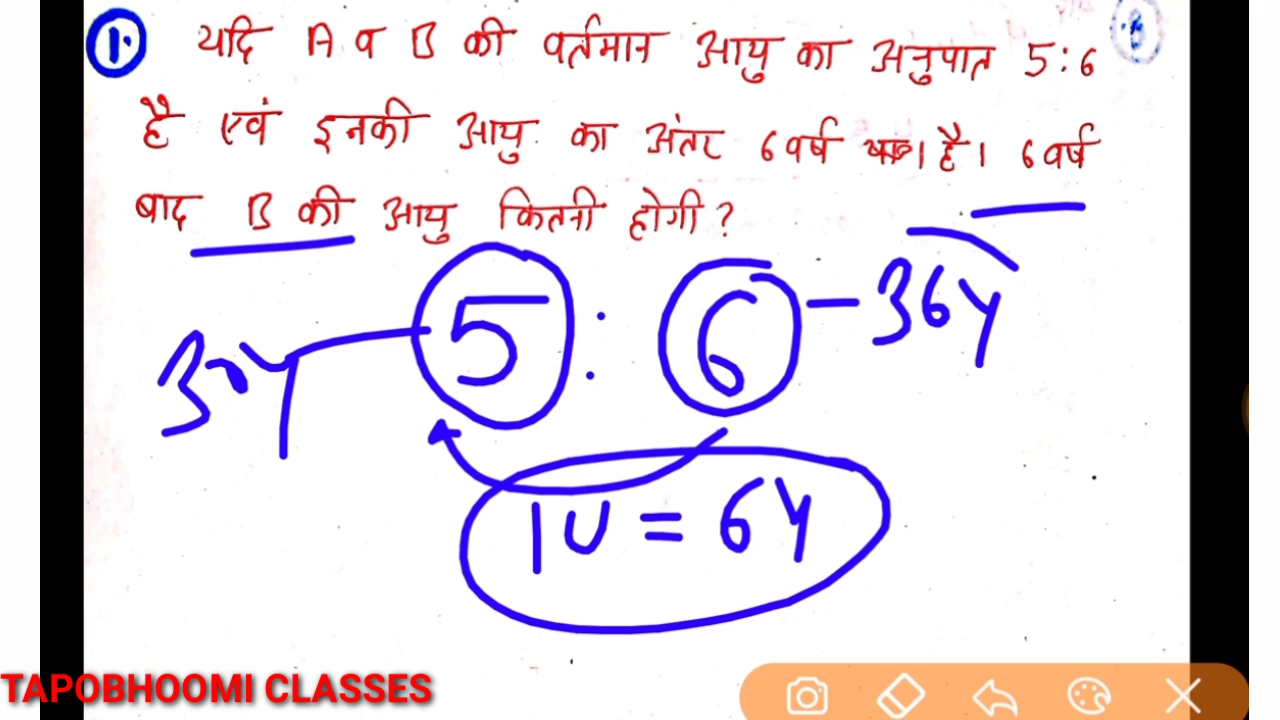 1. यदि A व B की वर्तमान आयु का अनुपात 5:6
है एवं इनकी आयु का अंतर 6 वर्ष है। 6 वर्ष
बाद B की आयु कितनी होगी?
30y 5 : 6 - 36y
1U = 6y
TAPOBHOOMI CLASSES